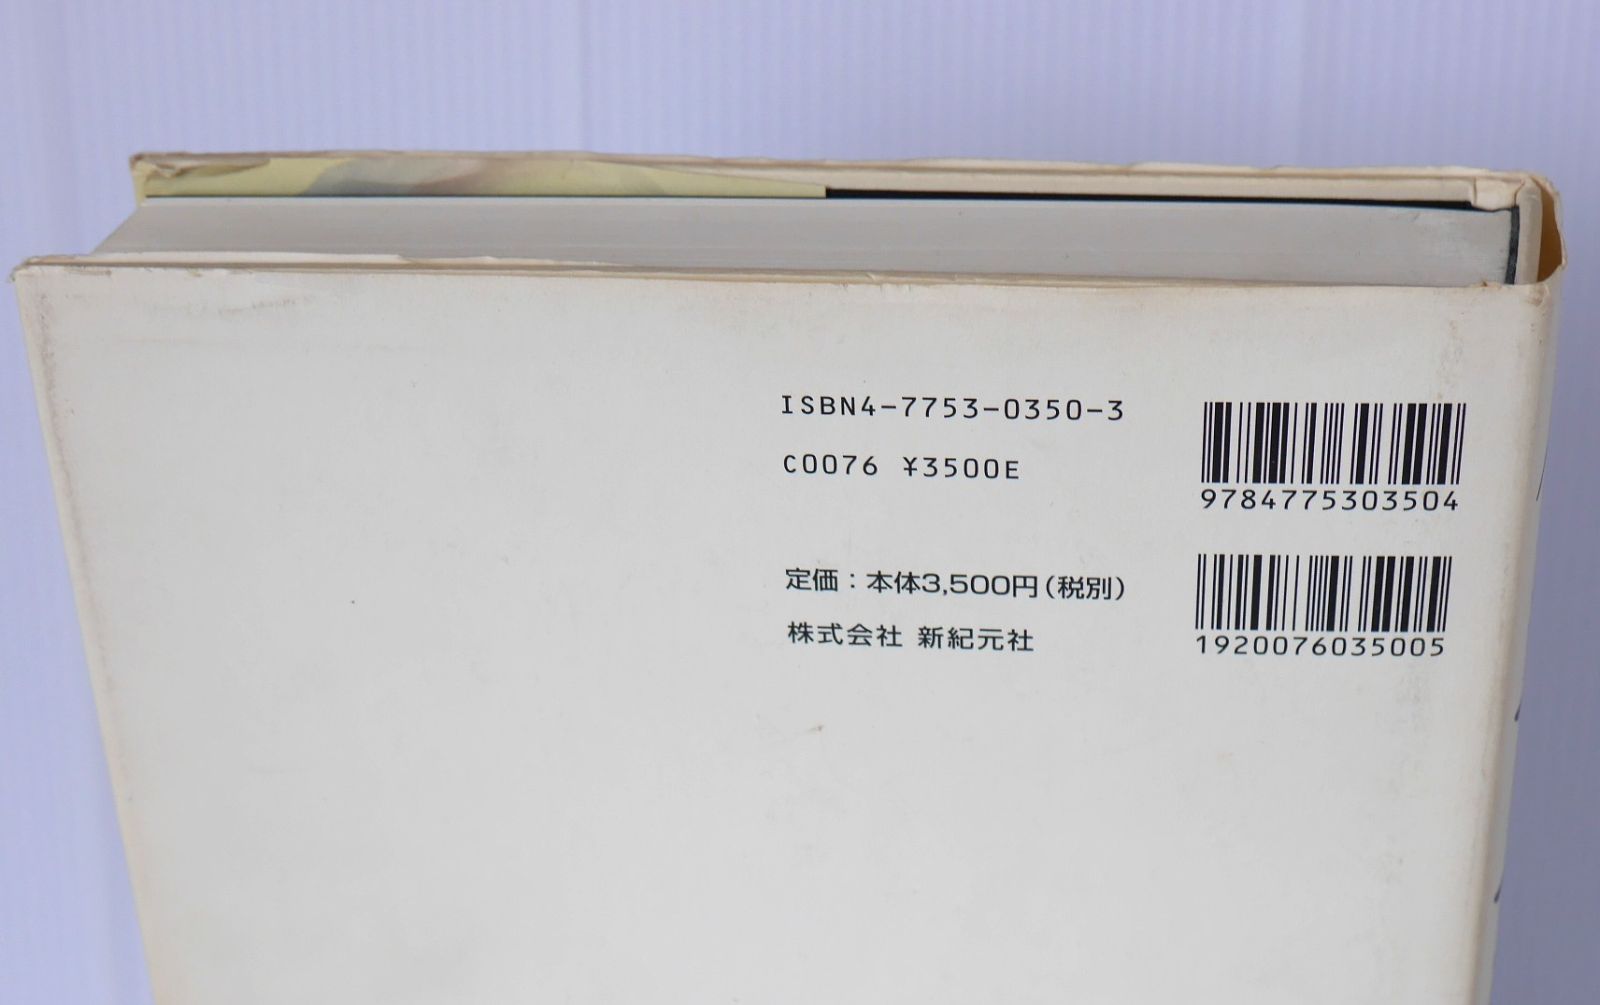 ISBN4-7753-0350-3
C0076 ¥3500E
9784775303504
定価：本体3,500円（税別）
株式会社 新紀元社
1920076035005